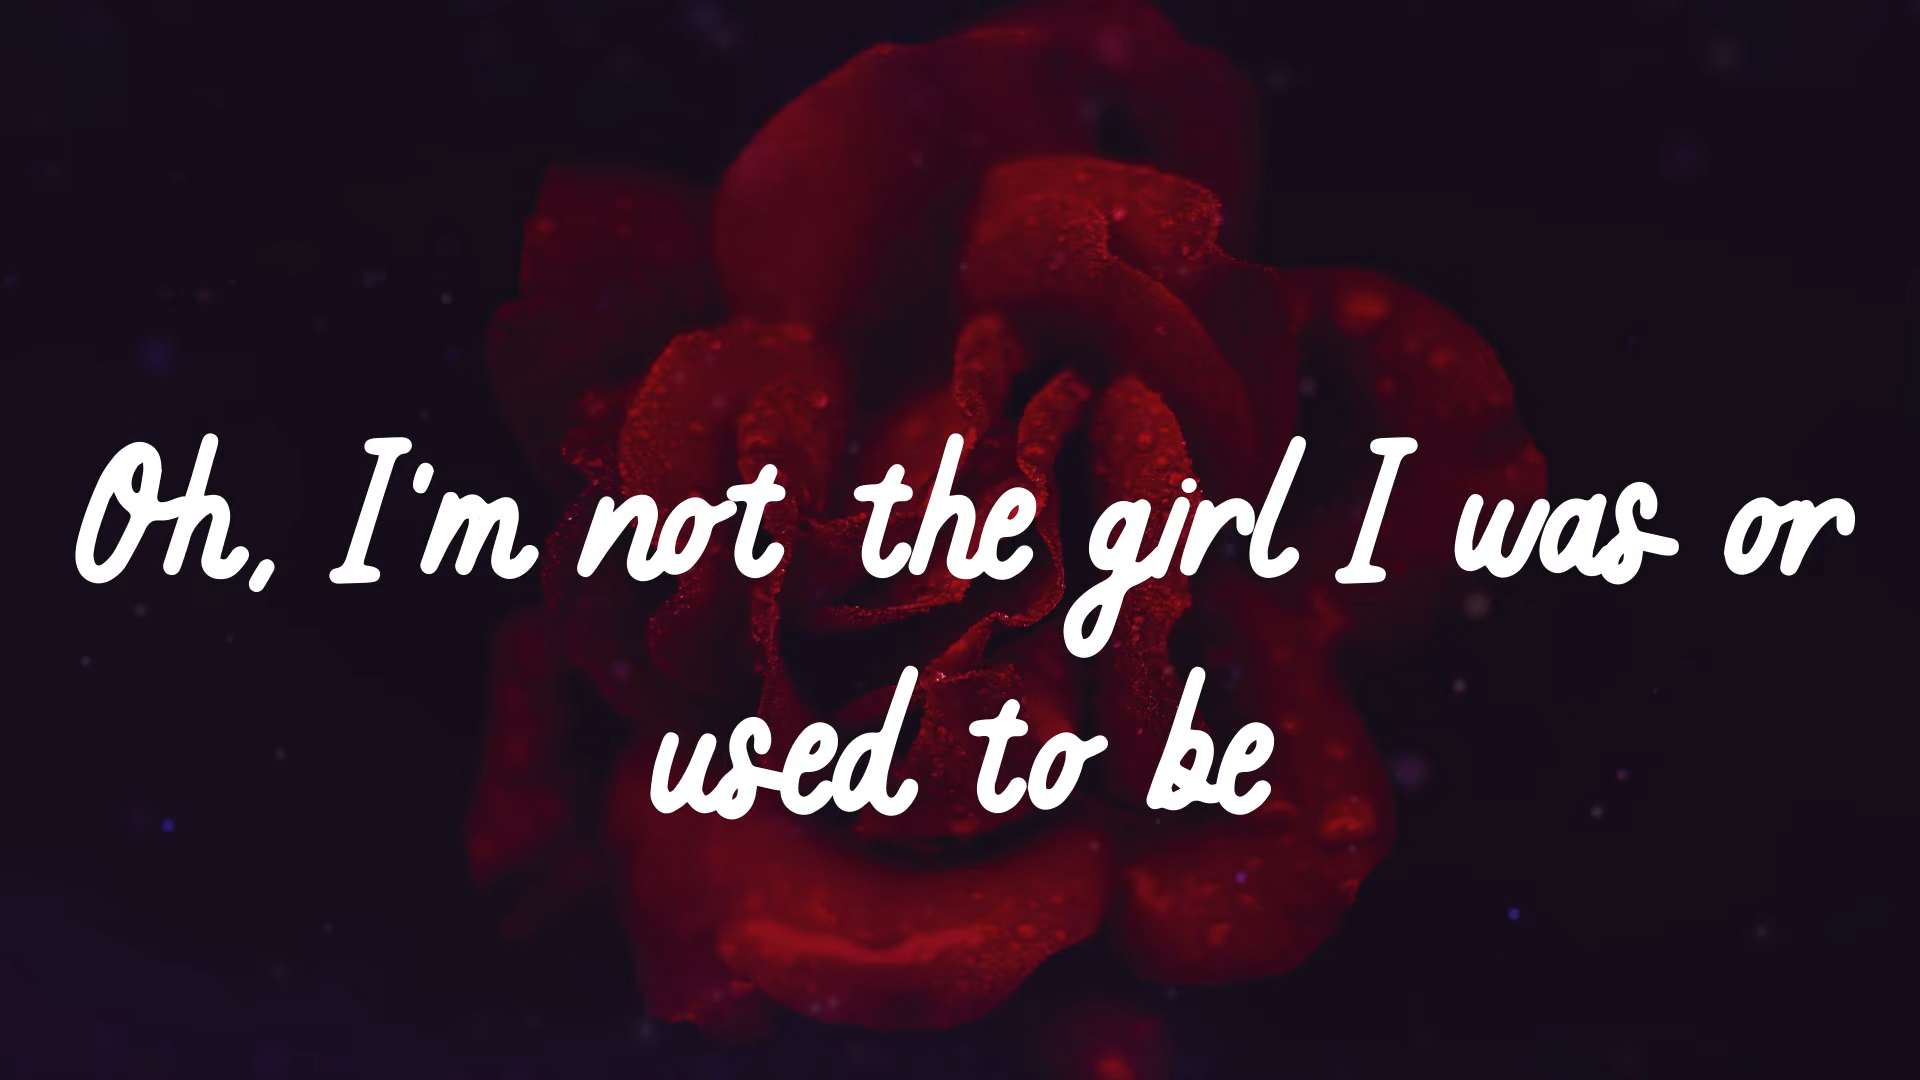 Oh, I'm not the girl I was or
used to be